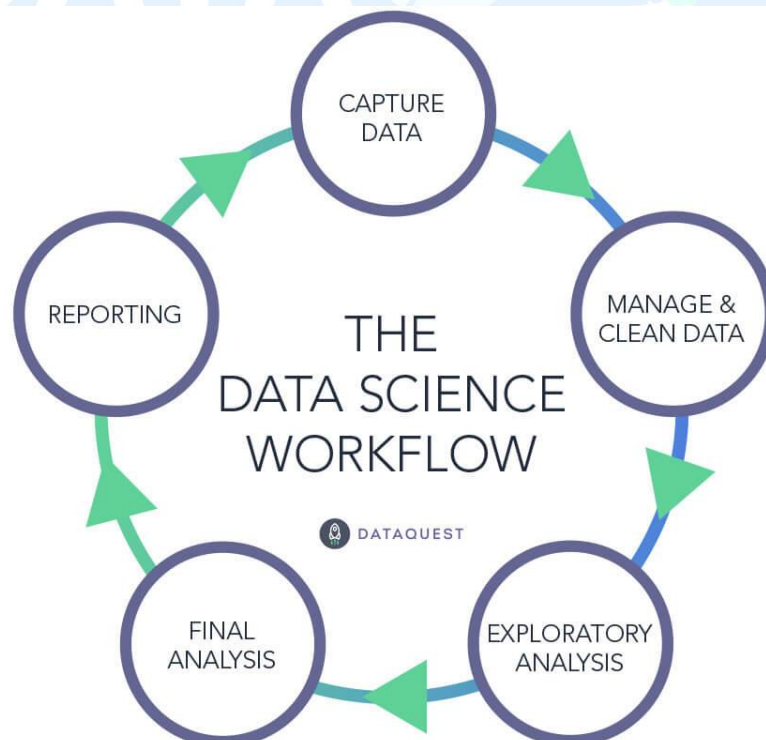 CAPTURE
DATA
MANAGE &
CLEAN DATA
REPORTING
THE
DATA SCIENCE
WORKFLOW
DATAQUEST
FINAL
ANALYSIS
EXPLORATORY
ANALYSIS